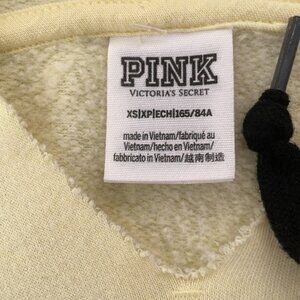 PINK
VICTORIA'S SECRET
XS|XP|ECH|165/84A
made in Vietnam/fabriqué au
Vietnam/hecho en Vietnam/
fabbricato in Vietnam/越南制造